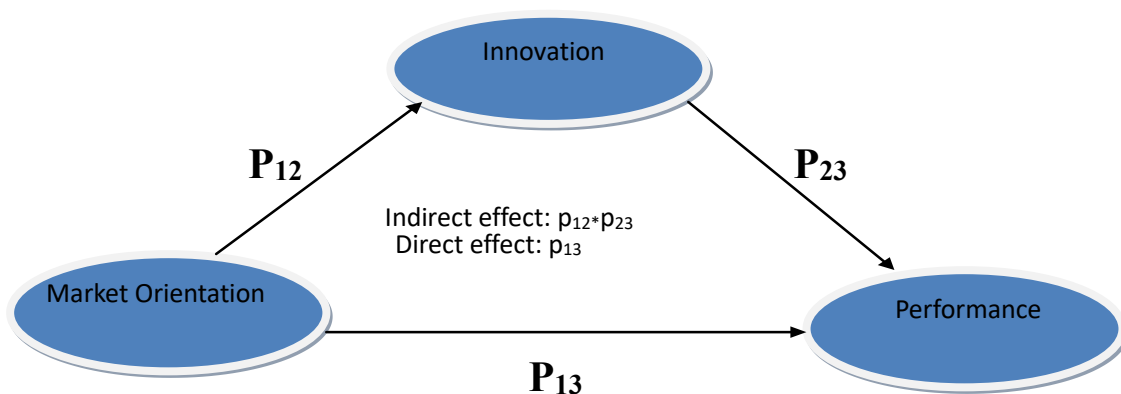 Innovation
P₁₂
P₂₃
Indirect effect: p₁₂*p₂₃
Direct effect: p₁₃
Market Orientation
Performance
P₁₃